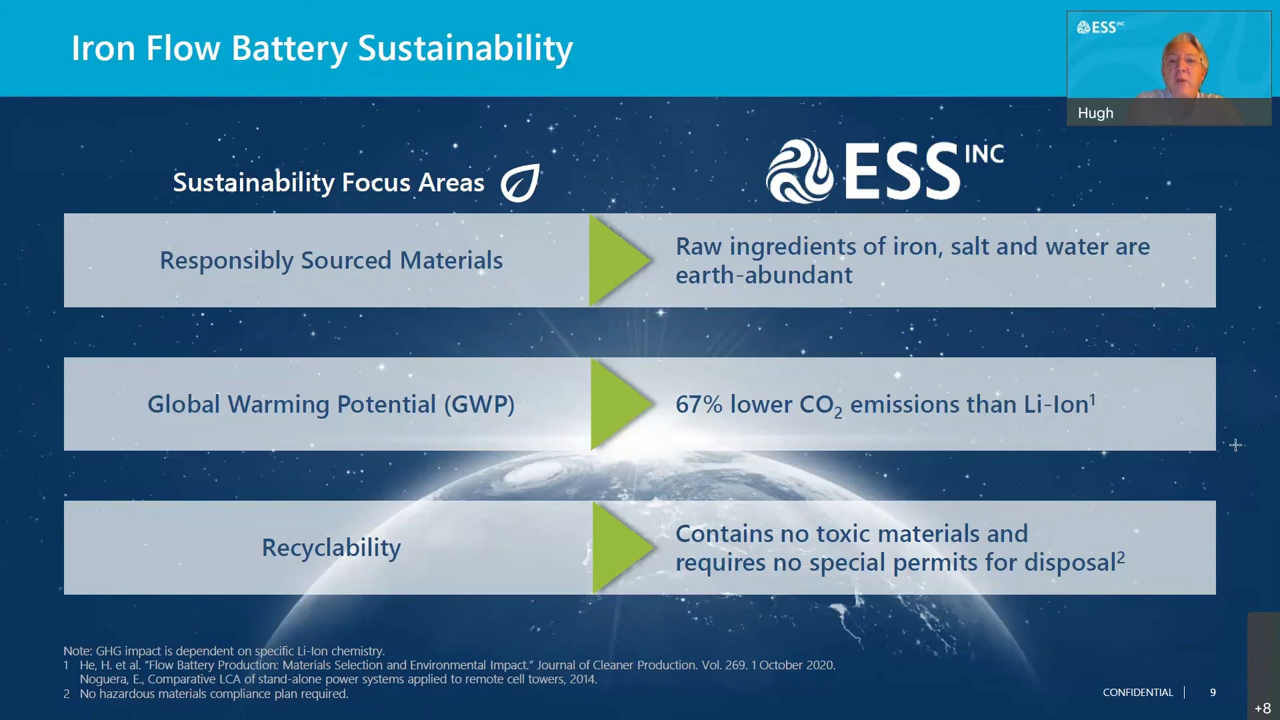 Iron Flow Battery Sustainability
ESS INC
Hugh
Sustainability Focus Areas
ESS INC
Responsibly Sourced Materials
Raw ingredients of iron, salt and water are
earth-abundant
Global Warming Potential (GWP)
67% lower CO₂ emissions than Li-Ion¹
Recyclability
Contains no toxic materials and
requires no special permits for disposal²
Note: GHG impact is dependent on specific Li-Ion chemistry.
1 He, H. et al. “Flow Battery Production: Materials Selection and Environmental Impact.” Journal of Cleaner Production. Vol. 269. 1 October 2020.
Noguera, E., Comparative LCA of stand-alone power systems applied to remote cell towers, 2014.
2 No hazardous materials compliance plan required.
CONFIDENTIAL | 9
+8